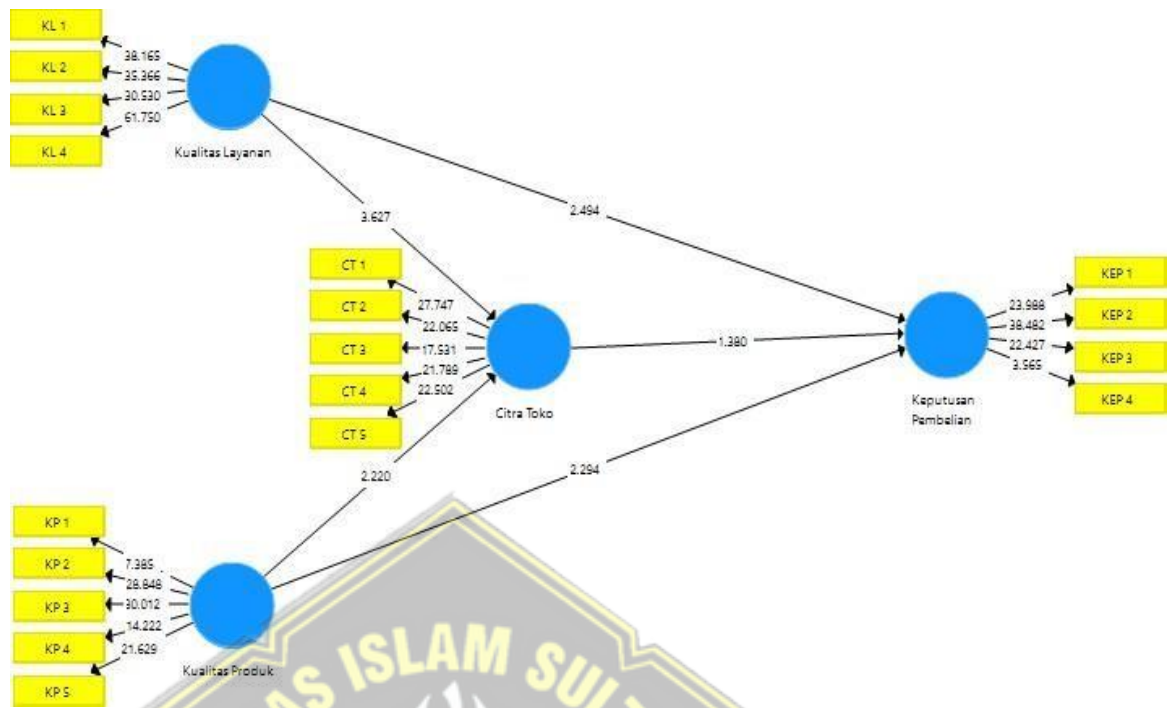 KL 1
KL 2
KL 3
KL 4
38.165
35.366
30.530
61.750
Kualitas Layanan
3.627
2.494
CT 1
CT 2
CT 3
CT 4
CT 5
27.747
22.065
17.531
21.789
22.502
Citra Toko
1.380
KEP 1
KEP 2
KEP 3
KEP 4
23.988
38.482
22.427
3.565
Keputusan
Pembelian
2.220
2.294
KP 1
KP 2
KP 3
KP 4
KP 5
7.385
28.848
30.012
14.222
21.629
Kualitas Produk
ISLAM